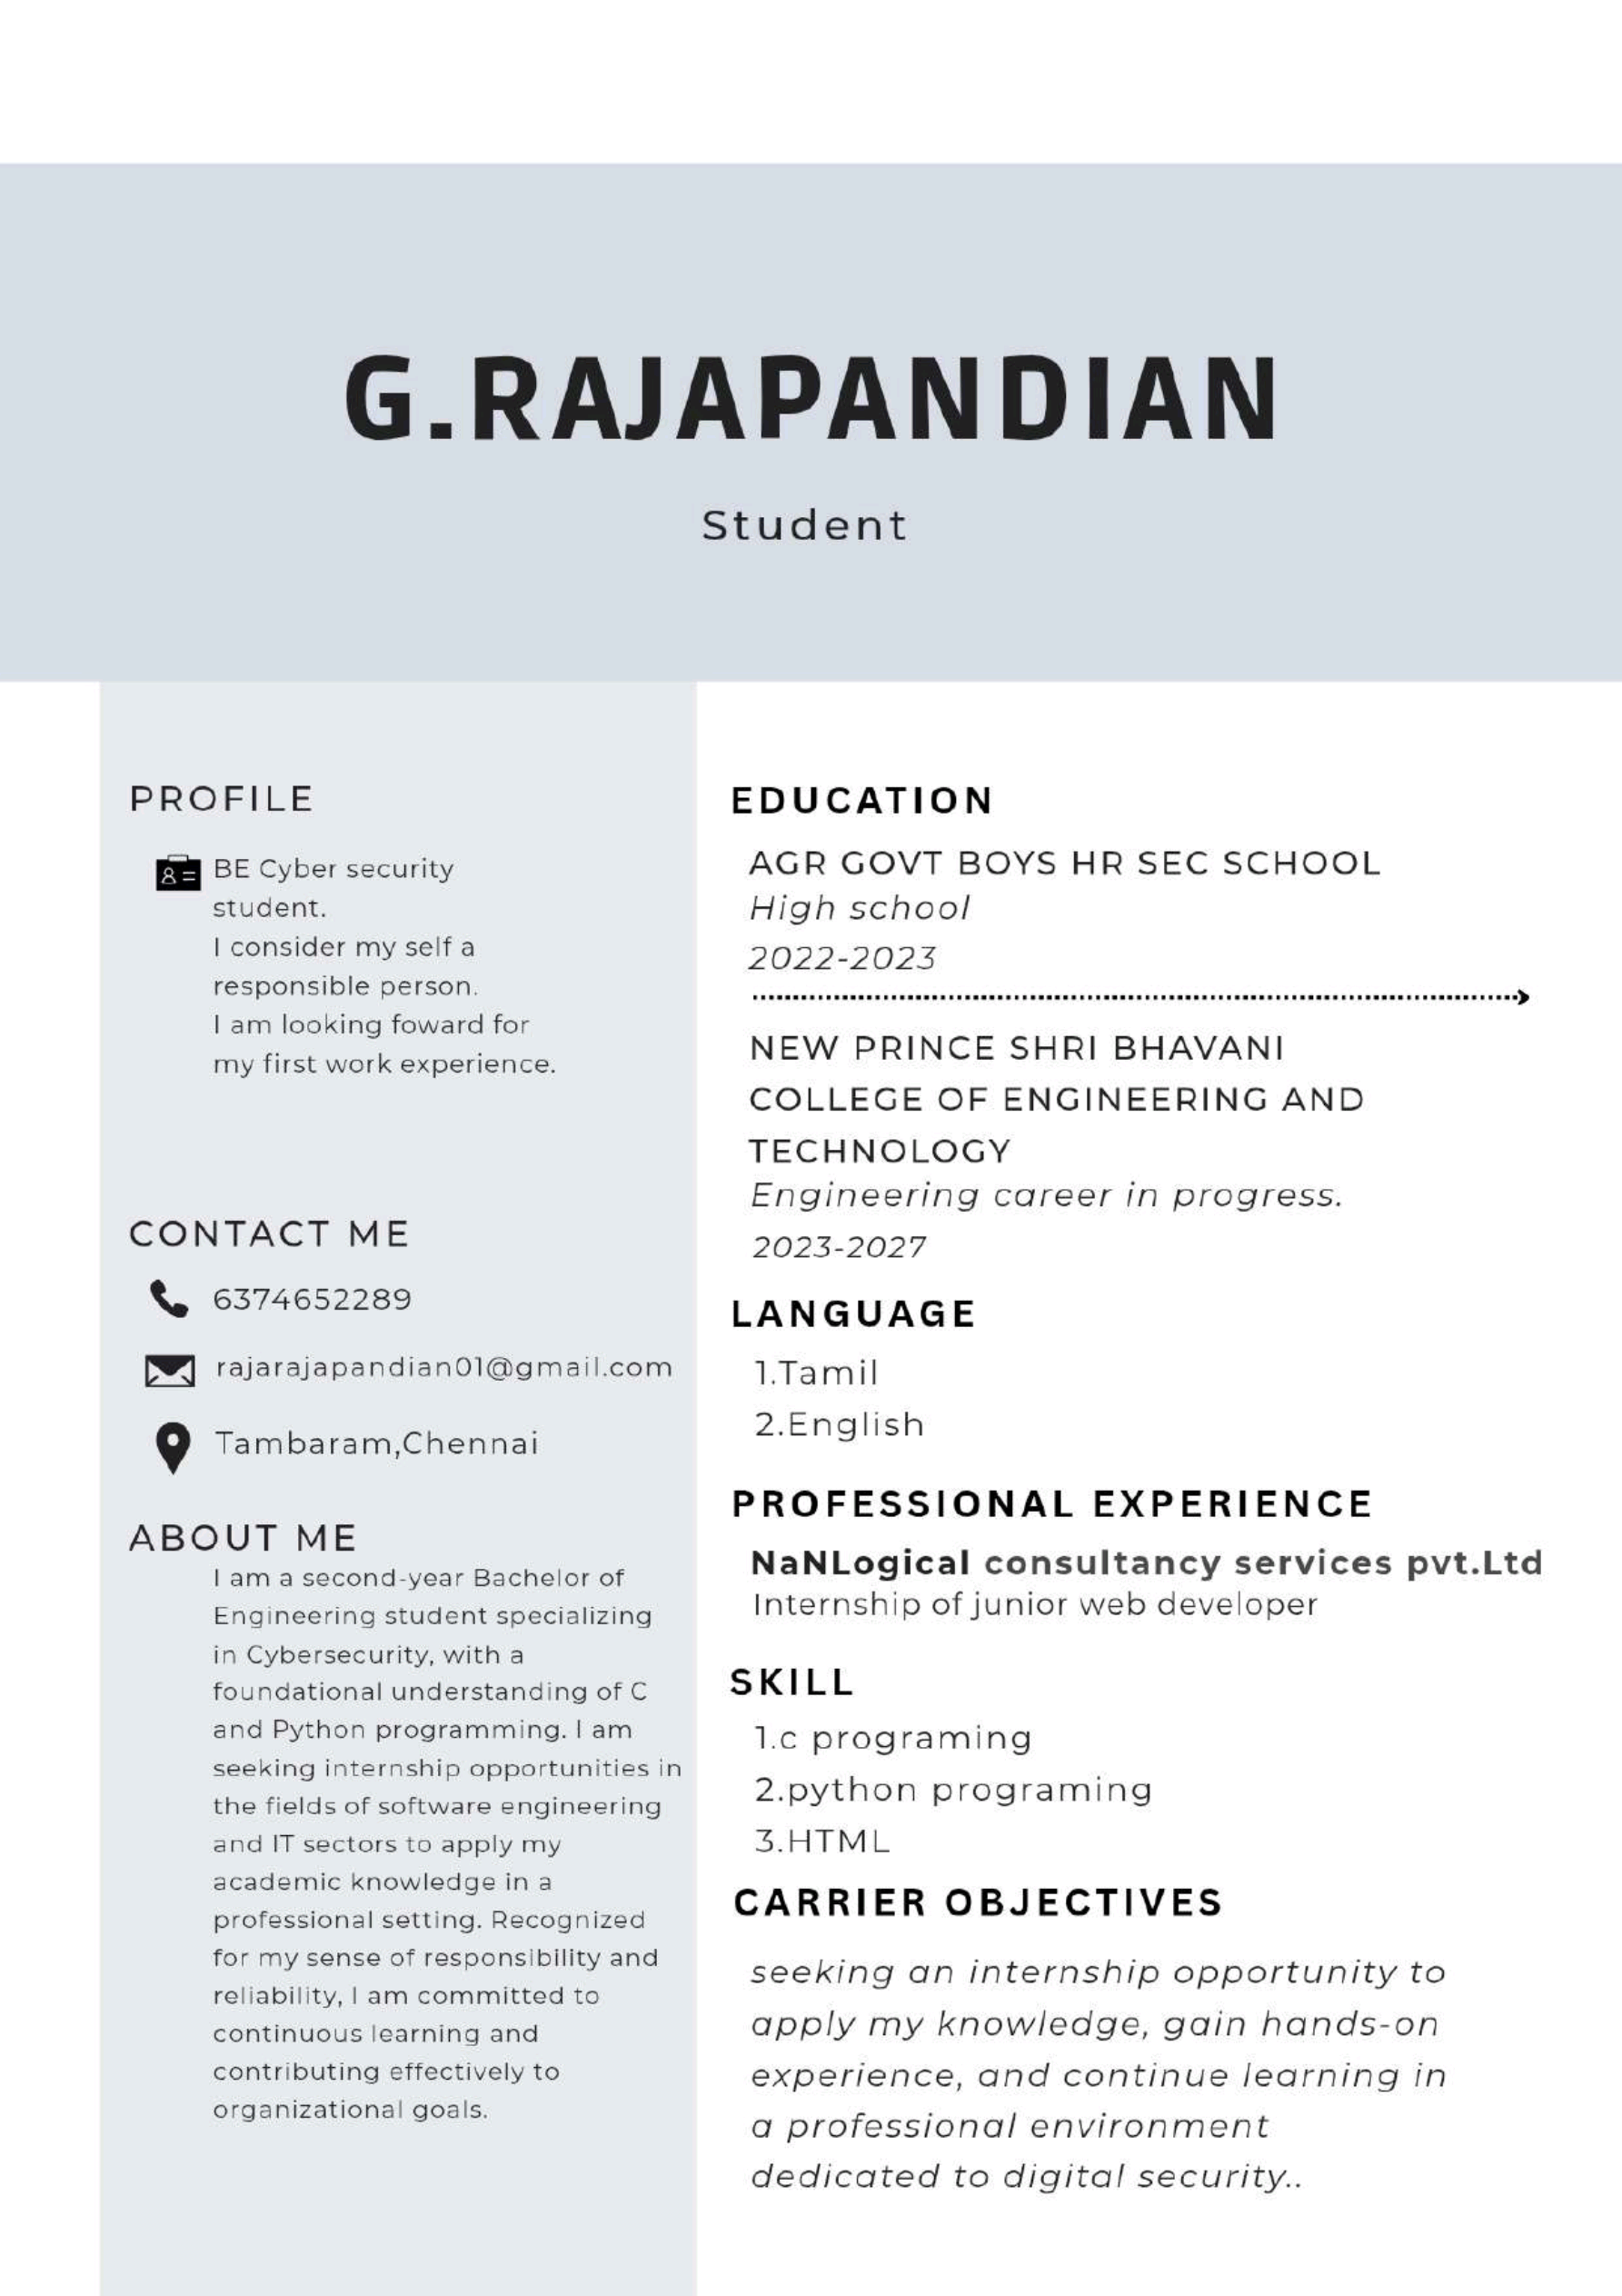 G.RAJAPANDIAN
Student
PROFILE
BE Cyber security
student.
I consider my self a
responsible person.
I am looking foward for
my first work experience.
CONTACT ME
6374652289
rajarajapandian01@gmail.com
Tambaram,Chennai
ABOUT ME
I am a second-year Bachelor of
Engineering student specializing
in Cybersecurity, with a
foundational understanding of C
and Python programming. I am
seeking internship opportunities in
the fields of software engineering
and IT sectors to apply my
academic knowledge in a
professional setting. Recognized
for my sense of responsibility and
reliability, I am committed to
continuous learning and
contributing effectively to
organizational goals.
EDUCATION
AGR GOVT BOYS HR SEC SCHOOL
High school
2022-2023
NEW PRINCE SHRI BHAVANI
COLLEGE OF ENGINEERING AND
TECHNOLOGY
Engineering career in progress.
2023-2027
LANGUAGE
1.Tamil
2.English
PROFESSIONAL EXPERIENCE
NaNLogical consultancy services pvt.Ltd
Internship of junior web developer
SKILL
1.c programing
2.python programing
3.HTML
CARRIER OBJECTIVES
seeking an internship opportunity to
apply my knowledge, gain hands-on
experience, and continue learning in
a professional environment
dedicated to digital security..